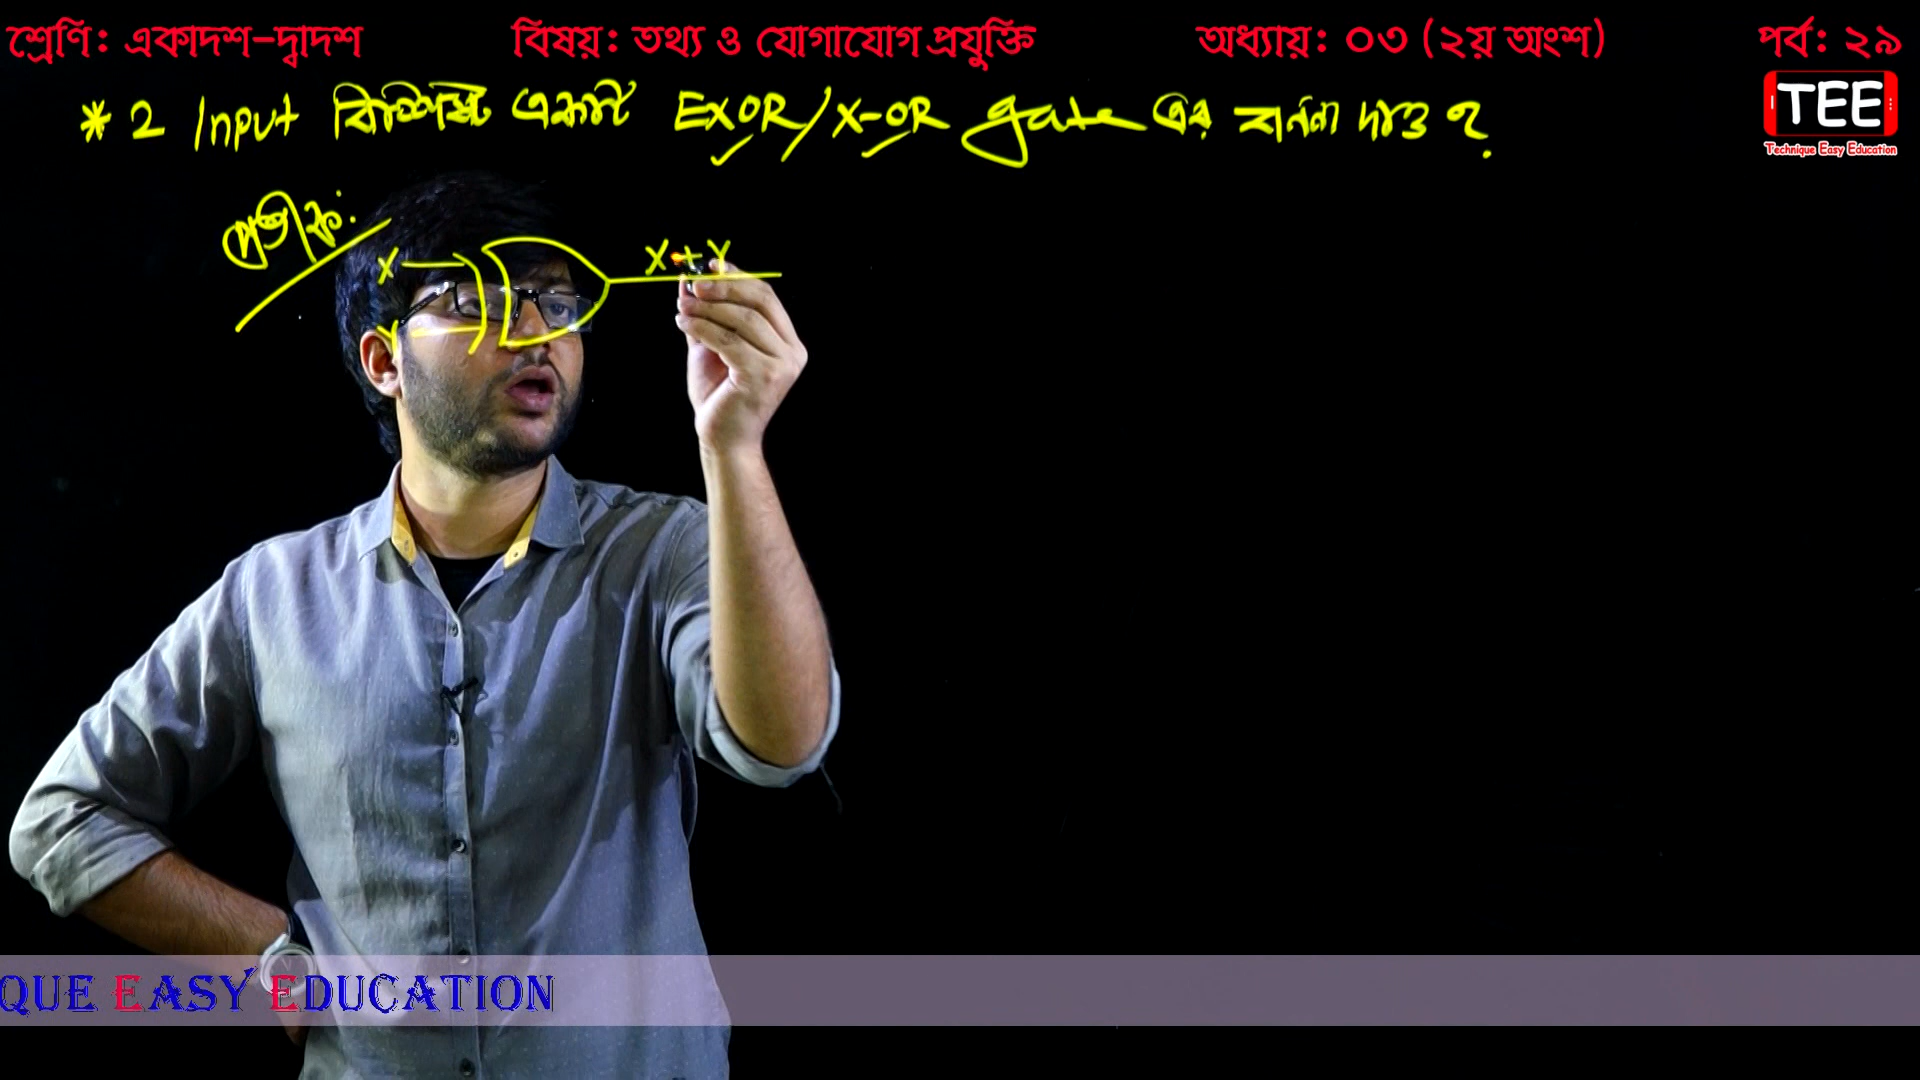 শ্রেণি: একাদশ-দ্বাদশ বিষয়: তথ্য ও যোগাযোগ প্রযুক্তি অধ্যায়: ০৩ (২য় অংশ) পর্ব: ২৯
TEE
Technique Easy Education
* 2 Input বিশিষ্ট একটি EXOR/X-OR gate এর বর্ননা দাও ?
প্রতীক:
X
X+Y
Y
QUE EASY EDUCATION